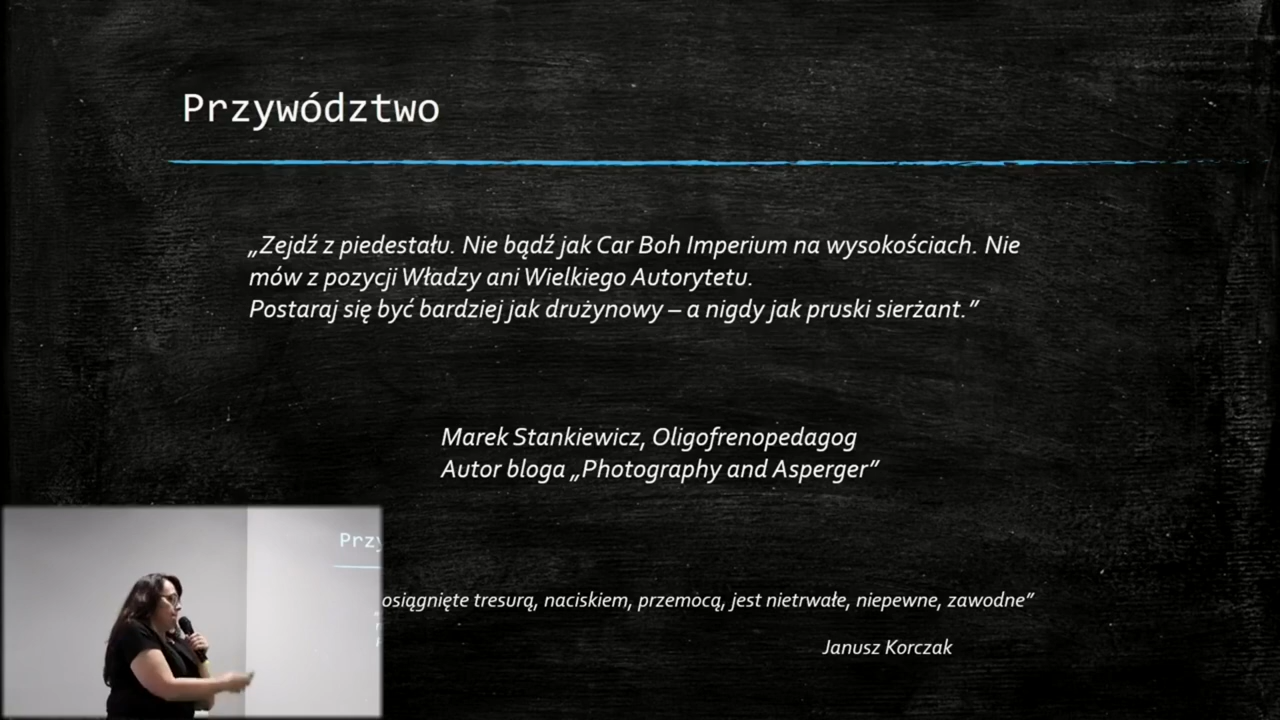 Przywództwo
„Zejdź z piedestału. Nie bądź jak Car Boh Imperium na wysokościach. Nie
mów z pozycji Władzy ani Wielkiego Autorytetu.
Postaraj się być bardziej jak drużynowy – a nigdy jak pruski sierżant.”
Marek Stankiewicz, Oligofrenopedagog
Autor bloga „Photography and Asperger”
Przy
osiągnięte tresurą, naciskiem, przemocą, jest nietrwałe, niepewne, zawodne”
Janusz Korczak